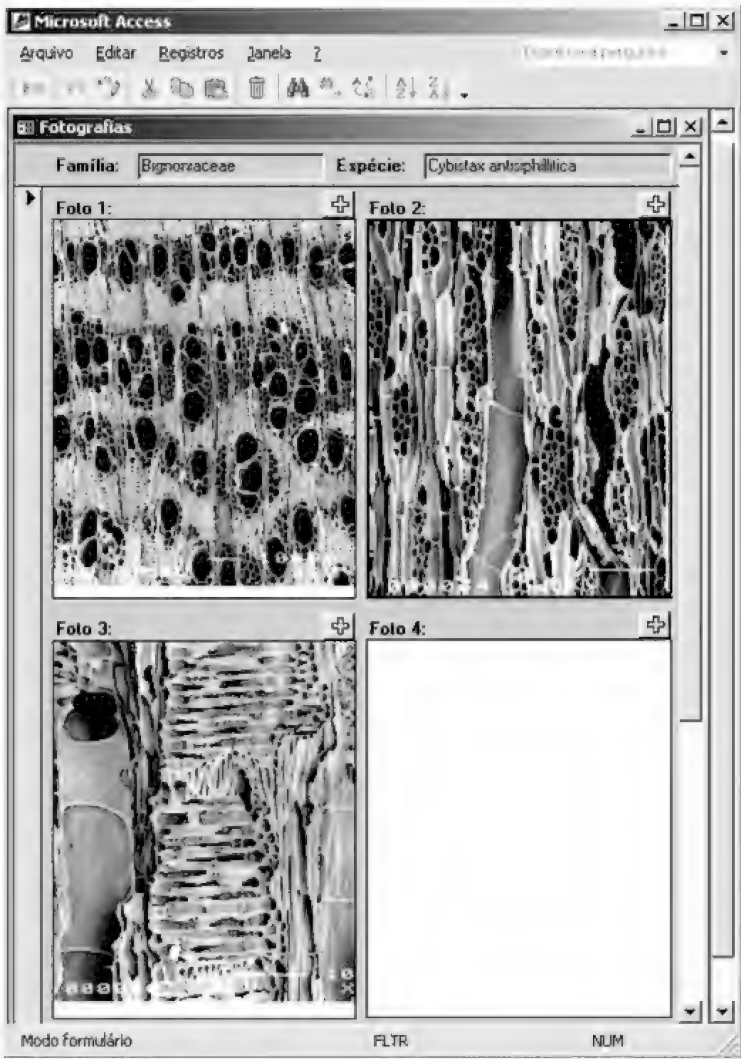 Microsoft Access
Arquivo Editar Registros Janela ?
Fotografias
Família: Bignoniaceae Espécie: Cybistax antisiphillitica
Foto 1: Foto 2:
Foto 3: Foto 4:
Modo formulário FLTR NUM